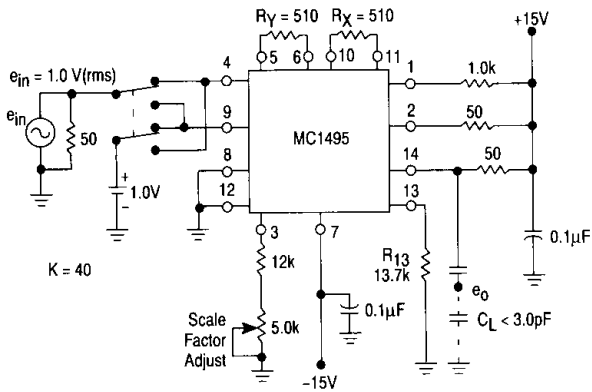 R_Y = 510
R_X = 510
+15V
e_in = 1.0 V(rms)
4
5
6
10
11
1
1.0k
e_in
50
9
MC1495
2
50
8
14
50
+
1.0V
−
12
13
3
7
R_13
13.7k
0.1μF
K = 40
12k
e_o
Scale
Factor
Adjust
5.0k
0.1μF
C_L < 3.0pF
−15V